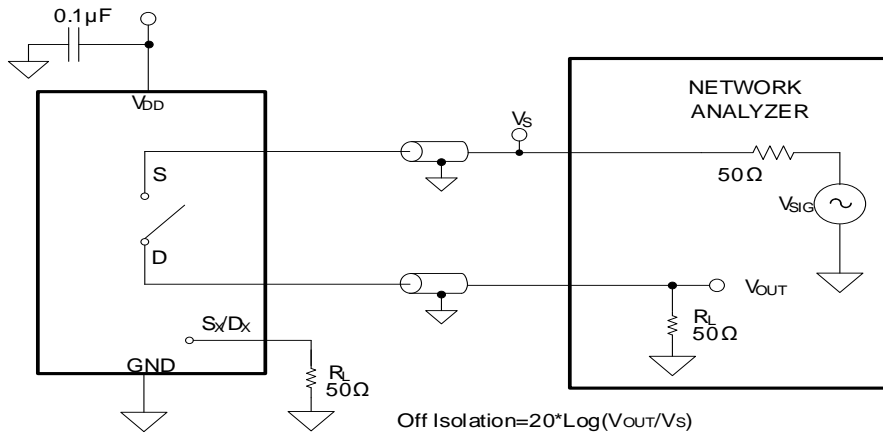 0.1µF
VDD
NETWORK
ANALYZER
VS
S
50Ω
VSIG
D
VOUT
SX/DX
RL
50Ω
GND
RL
50Ω
Off Isolation=20*Log(VOUT/VS)